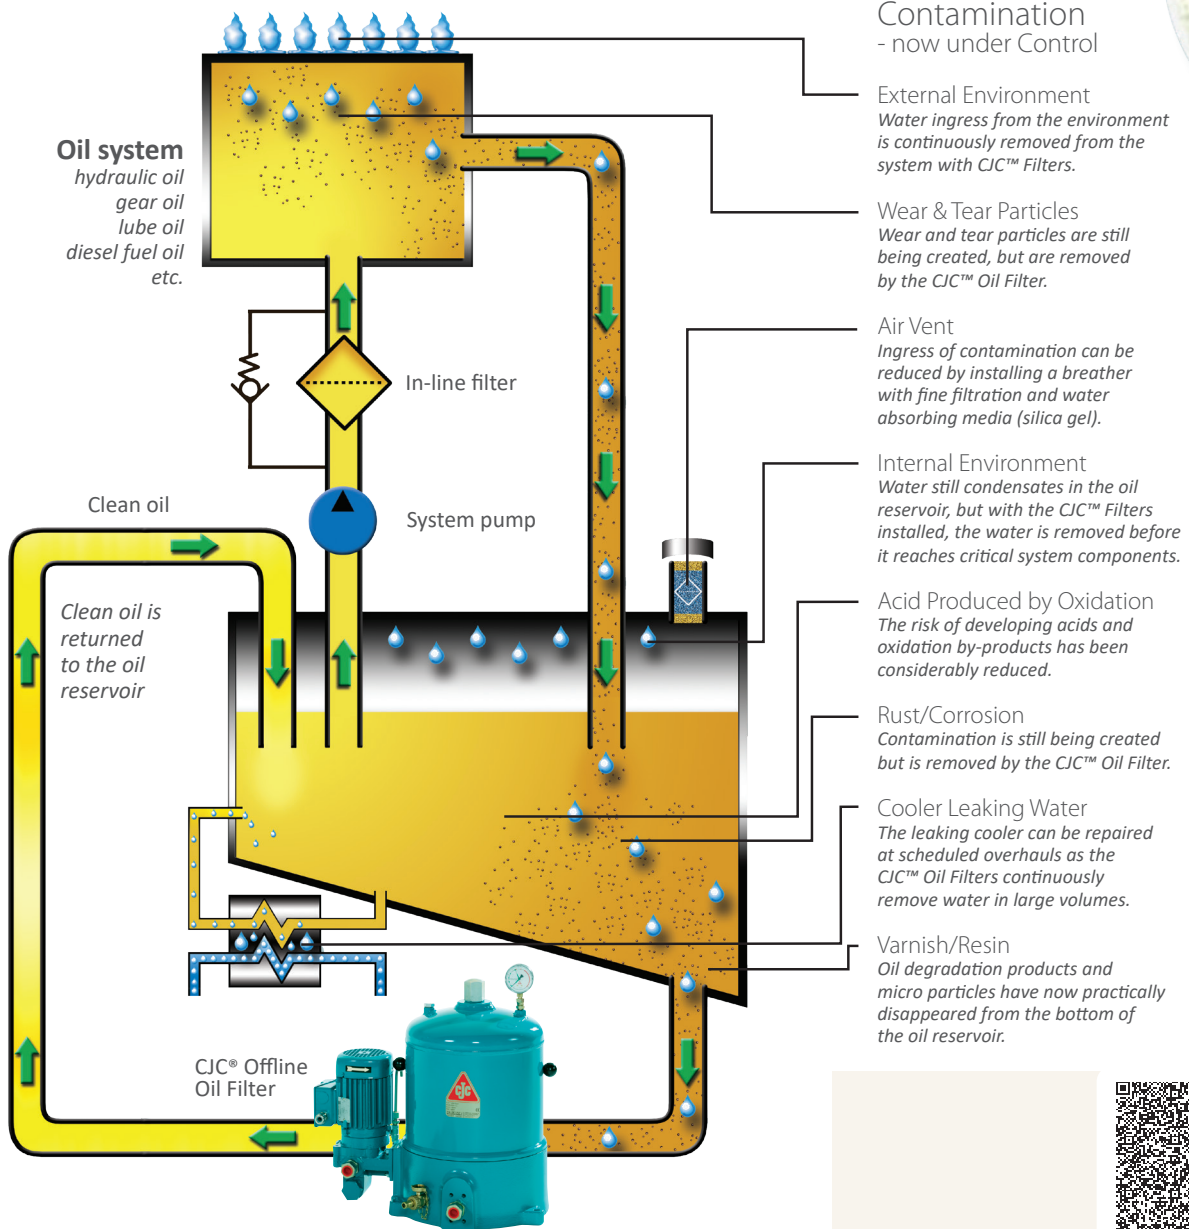 Contamination
- now under Control
External Environment
Water ingress from the environment
is continuously removed from the
system with CJC™ Filters.
Wear & Tear Particles
Wear and tear particles are still
being created, but are removed
by the CJC™ Oil Filter.
Air Vent
Ingress of contamination can be
reduced by installing a breather
with fine filtration and water
absorbing media (silica gel).
Internal Environment
Water still condensates in the oil
reservoir, but with the CJC™ Filters
installed, the water is removed before
it reaches critical system components.
Acid Produced by Oxidation
The risk of developing acids and
oxidation by-products has been
considerably reduced.
Rust/Corrosion
Contamination is still being created
but is removed by the CJC™ Oil Filter.
Cooler Leaking Water
The leaking cooler can be repaired
at scheduled overhauls as the
CJC™ Oil Filters continuously
remove water in large volumes.
Varnish/Resin
Oil degradation products and
micro particles have now practically
disappeared from the bottom of
the oil reservoir.
Oil system
hydraulic oil
gear oil
lube oil
diesel fuel oil
etc.
In-line filter
System pump
Clean oil
Clean oil is
returned
to the oil
reservoir
CJC® Offline
Oil Filter
CJC